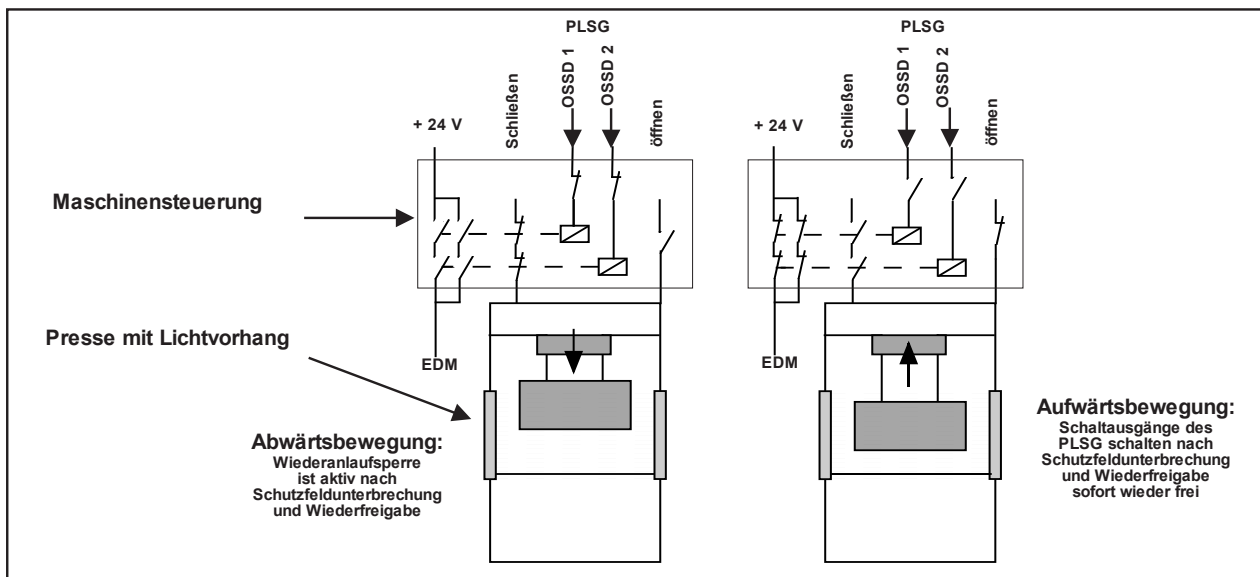 PLSG
OSSD 1
OSSD 2
Schließen
öffnen
+ 24 V
Maschinensteuerung
Presse mit Lichtvorhang
EDM
Abwärtsbewegung:
Wiederanlaufsperre
ist aktiv nach
Schutzfeldunterbrechung
und Wiederfreigabe
PLSG
OSSD 1
OSSD 2
Schließen
öffnen
+ 24 V
EDM
Aufwärtsbewegung:
Schaltausgänge des
PLSG schalten nach
Schutzfeldunterbrechung
und Wiederfreigabe
sofort wieder frei